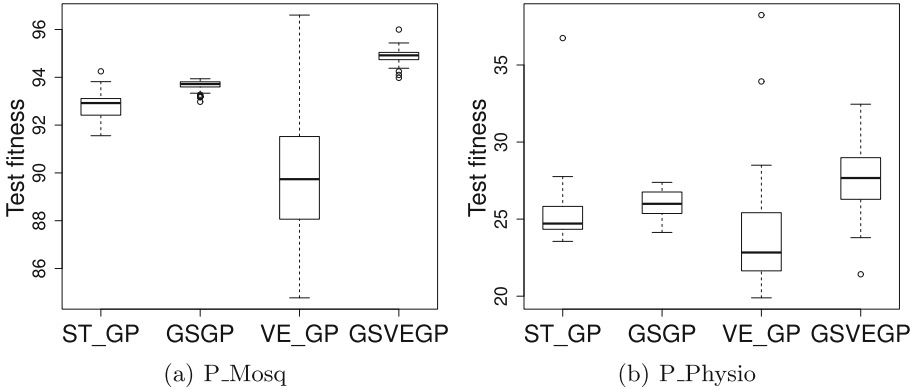 Test fitness
96
94
92
90
88
86
ST_GP GSGP VE_GP GSVEGP
(a) P_Mosq
Test fitness
35
30
25
20
ST_GP GSGP VE_GP GSVEGP
(b) P_Physio